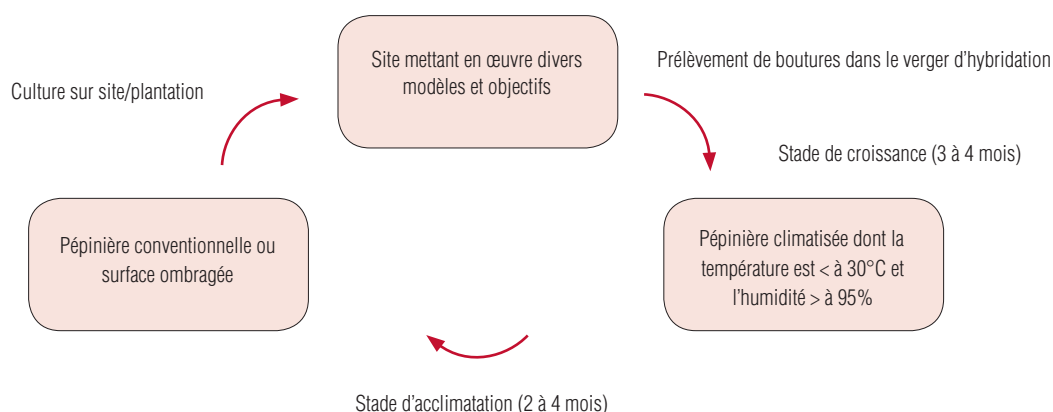 Site mettant en œuvre divers
modèles et objectifs
Prélèvement de boutures dans le verger d’hybridation
Culture sur site/plantation
Stade de croissance (3 à 4 mois)
Pépinière conventionnelle ou
surface ombragée
Pépinière climatisée dont la
température est < à 30°C et
l’humidité > à 95%
Stade d’acclimatation (2 à 4 mois)